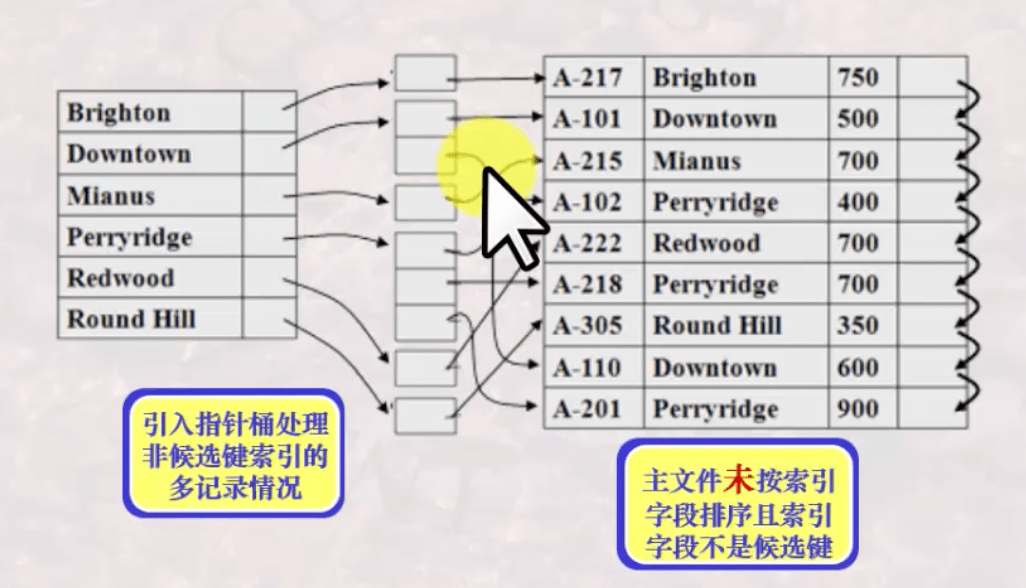 Brighton
Downtown
Mianus
Perryridge
Redwood
Round Hill
A-217 Brighton 750
A-101 Downtown 500
A-215 Mianus 700
A-102 Perryridge 400
A-222 Redwood 700
A-218 Perryridge 700
A-305 Round Hill 350
A-110 Downtown 600
A-201 Perryridge 900
引入指针桶处理
非候选键索引的
多记录情况
主文件未按索引
字段排序且索引
字段不是候选键